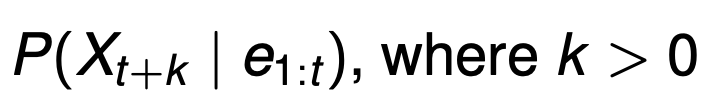 P(X_{t+k} | e_{1:t}), where k > 0